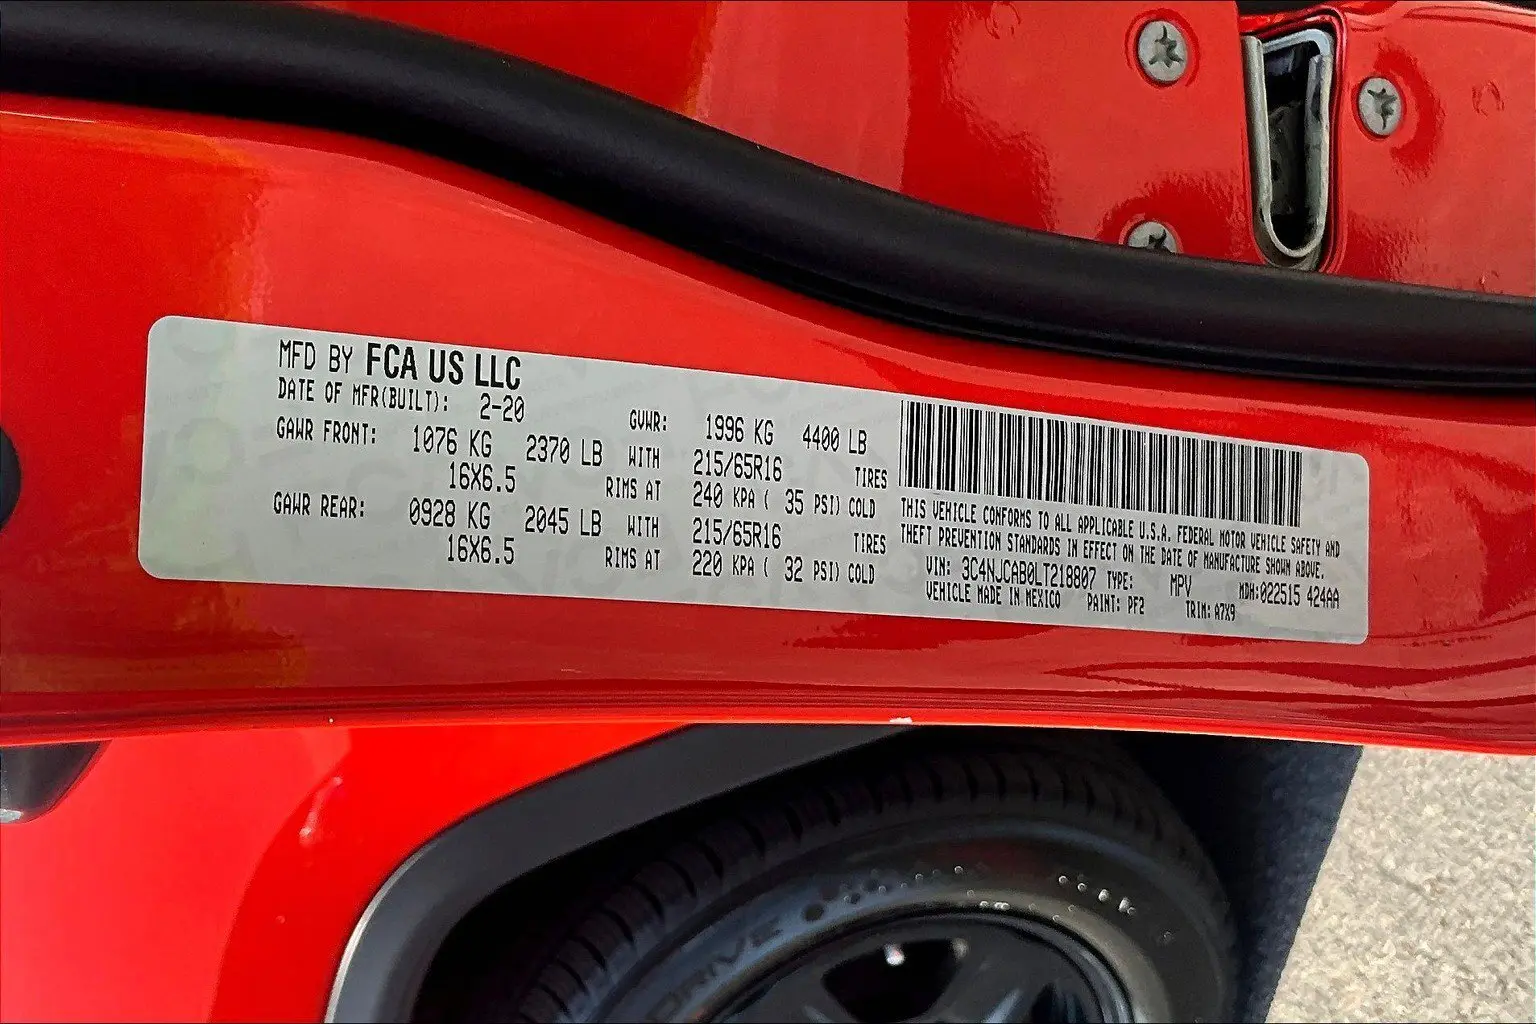 MFD BY FCA US LLC
DATE OF MFR(BUILT): 2-20 GVWR: 1996 KG 4400 LB
GAWR FRONT: 1076 KG 2370 LB WITH 215/65R16 TIRES
16X6.5 RIMS AT 240 KPA ( 35 PSI) COLD
GAWR REAR: 0928 KG 2045 LB WITH 215/65R16 TIRES
16X6.5 RIMS AT 220 KPA ( 32 PSI) COLD
THIS VEHICLE CONFORMS TO ALL APPLICABLE U.S.A. FEDERAL MOTOR VEHICLE SAFETY AND
THEFT PREVENTION STANDARDS IN EFFECT ON THE DATE OF MANUFACTURE SHOWN ABOVE.
VIN: 3C4NJCAB0LT218807 TYPE: MPV MDH:022515 424AA
VEHICLE MADE IN MEXICO PAINT: PF2 TRIM: A7X9
DRIVE